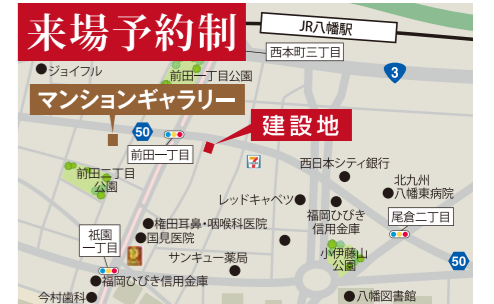 来場予約制
JR八幡駅
西本町三丁目
ジョイフル
前田一丁目公園
3
マンションギャラリー
50
建設地
前田一丁目
7
西日本シティ銀行
前田二丁目
公園
北九州
八幡東病院
レッドキャベツ
福岡ひびき
信用金庫
尾倉二丁目
権田耳鼻・咽喉科医院
祇園
一丁目
国見医院
サンキュー薬局
小伊藤山
公園
50
福岡ひびき信用金庫
今村歯科
八幡図書館